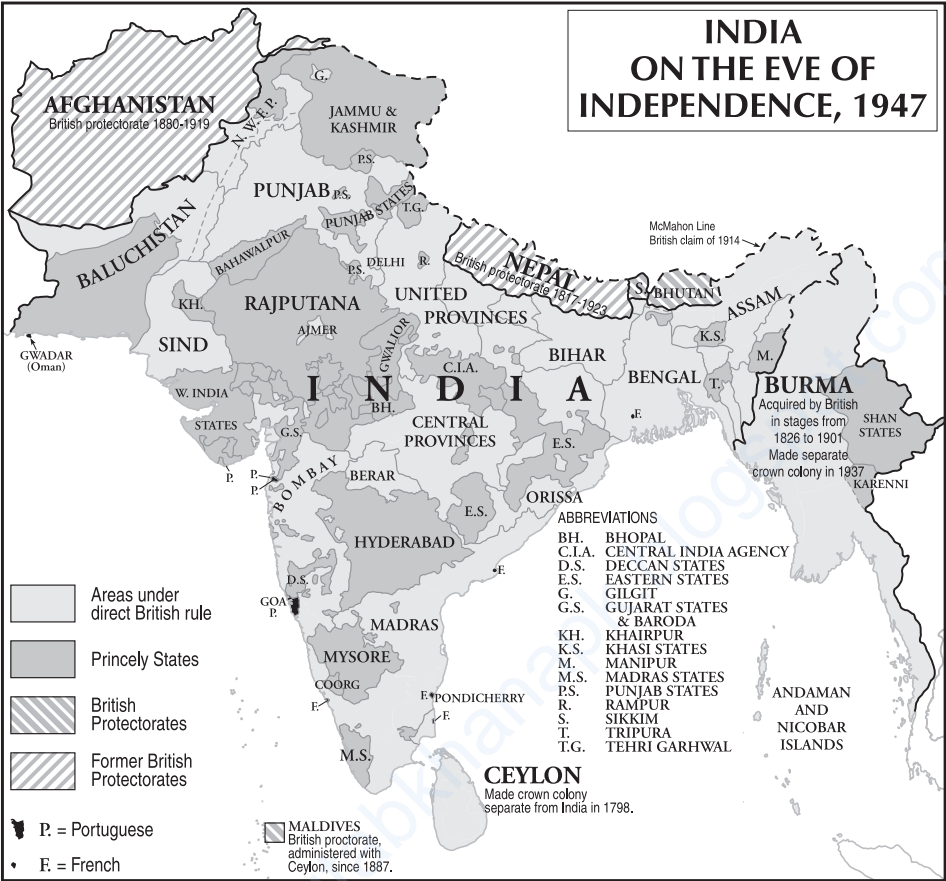 INDIA
ON THE EVE OF
INDEPENDENCE, 1947
AFGHANISTAN
British protectorate 1880-1919
N.W.F.P.
G.
JAMMU &
KASHMIR
P.S.
PUNJAB
P.S.
PUNJAB STATES
T.G.
BALUCHISTAN
BAHAWALPUR
P.S.
DELHI
R.
McMahon Line
British claim of 1914
NEPAL
British protectorate 1817-1923
S.
BHUTAN
ASSAM
KH.
RAJPUTANA
AJMER
UNITED
PROVINCES
GWALIOR
SIND
GWADAR
(Oman)
BIHAR
K.S.
M.
C.I.A.
BENGAL
T.
INDIA
W. INDIA
STATES
BH.
G.S.
CENTRAL
PROVINCES
F.
BURMA
Acquired by British
in stages from
1826 to 1901
Made separate
crown colony in 1937
SHAN
STATES
KARENNI
E.S.
P.
P.
P.
BOMBAY
BERAR
ORISSA
E.S.
HYDERABAD
F.
D.S.
GOA
P.
MADRAS
MYSORE
COORG
F.
F.
PONDICHERRY
F.
M.S.
ABBREVIATIONS
BH. BHOPAL
C.I.A. CENTRAL INDIA AGENCY
D.S. DECCAN STATES
E.S. EASTERN STATES
G. GILGIT
G.S. GUJARAT STATES
& BARODA
KH. KHAIRPUR
K.S. KHASI STATES
M. MANIPUR
M.S. MADRAS STATES
P.S. PUNJAB STATES
R. RAMPUR
S. SIKKIM
T. TRIPURA
T.G. TEHRI GARHWAL
ANDAMAN
AND
NICOBAR
ISLANDS
CEYLON
Made crown colony
separate from India in 1798.
Areas under
direct British rule
Princely States
British
Protectorates
Former British
Protectorates
P. = Portuguese
F. = French
MALDIVES
British proctorate,
administered with
Ceylon, since 1887.